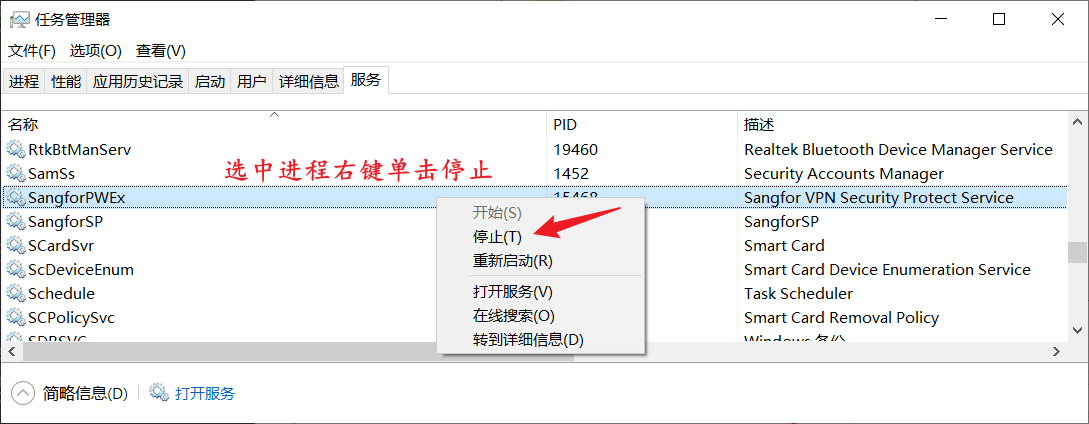 任务管理器
文件(F) 选项(O) 查看(V)
进程 性能 应用历史记录 启动 用户 详细信息 服务
名称 PID 描述
RtkBtManServ 19460 Realtek Bluetooth Device Manager Service
选中进程右键单击停止
SamSs 1452 Security Accounts Manager
SangforPWEx 15468 Sangfor VPN Security Protect Service
开始(S)
SangforSP SangforSP
停止(T)
SCardSvr Smart Card
重新启动(R)
ScDeviceEnum Smart Card Device Enumeration Service
打开服务(V)
Schedule Task Scheduler
在线搜索(O)
SCPolicySvc Smart Card Removal Policy
转到详细信息(D)
SDRSVC Windows 备份
简略信息(D) 打开服务